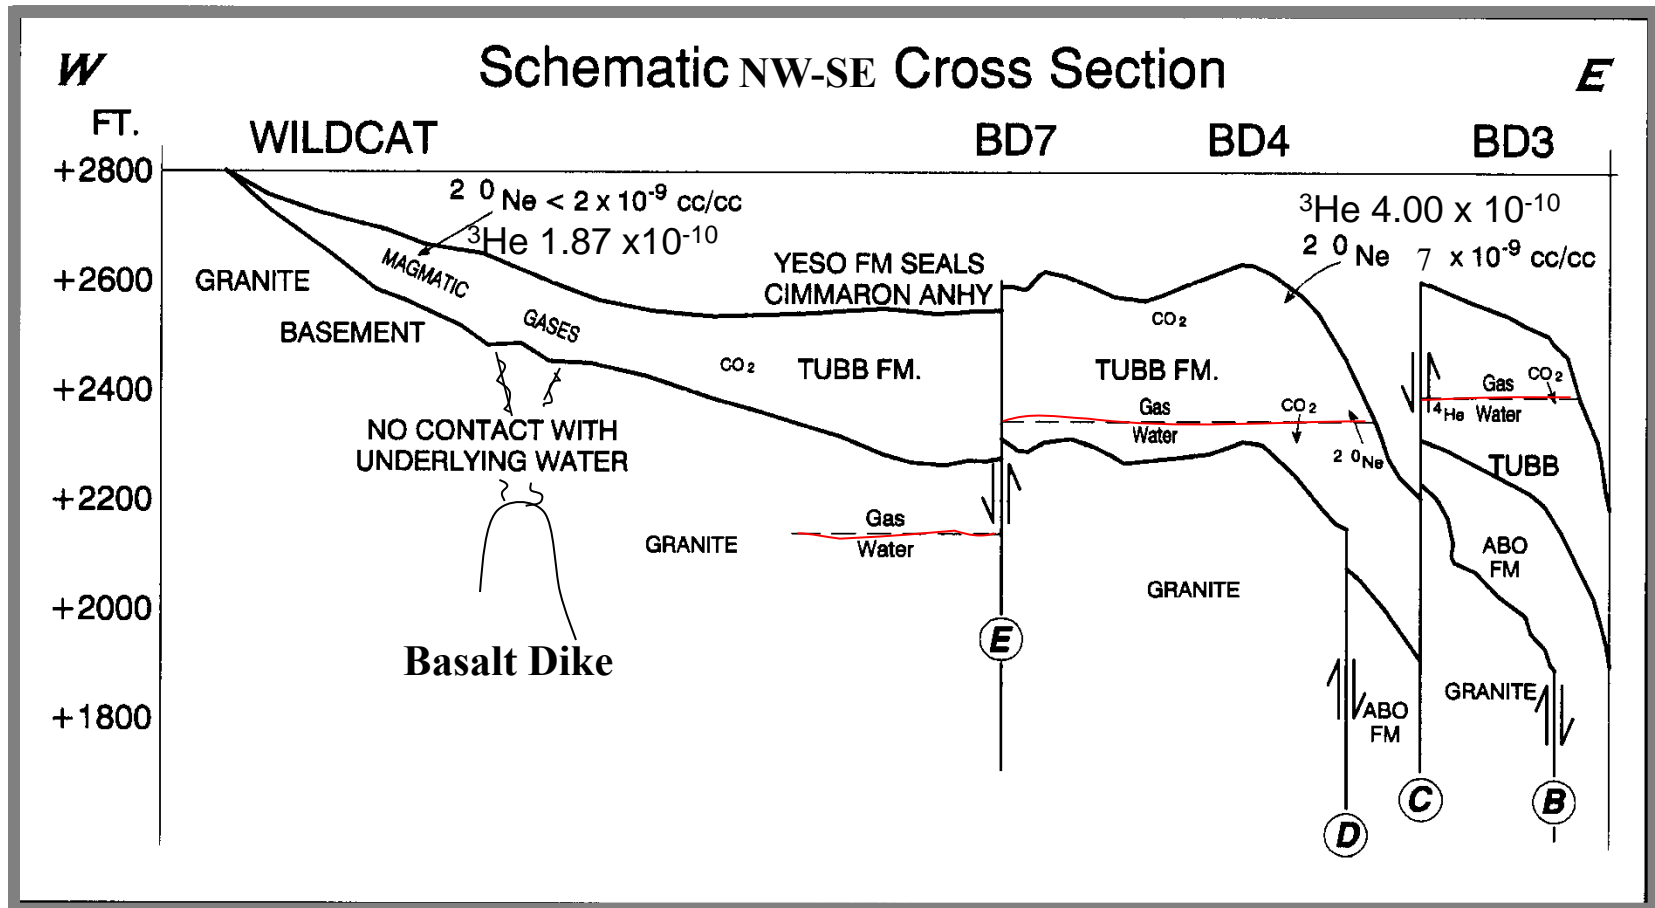 W
Schematic NW-SE Cross Section
E
FT.
WILDCAT
BD7
BD4
BD3
+2800
+2600
+2400
+2200
+2000
+1800
20Ne < 2 x 10-9 cc/cc
3He 1.87 x10-10
3He 4.00 x 10-10
20Ne 7 x 10-9 cc/cc
GRANITE
BASEMENT
MAGMATIC
GASES
YESO FM SEALS
CIMMARON ANHY
CO2
TUBB FM.
CO2
TUBB FM.
Gas
Water
CO2
20Ne
Gas
CO2
4He
Water
TUBB
NO CONTACT WITH
UNDERLYING WATER
GRANITE
Gas
Water
GRANITE
ABO
FM
Basalt Dike
E
GRANITE
ABO
FM
D
C
B